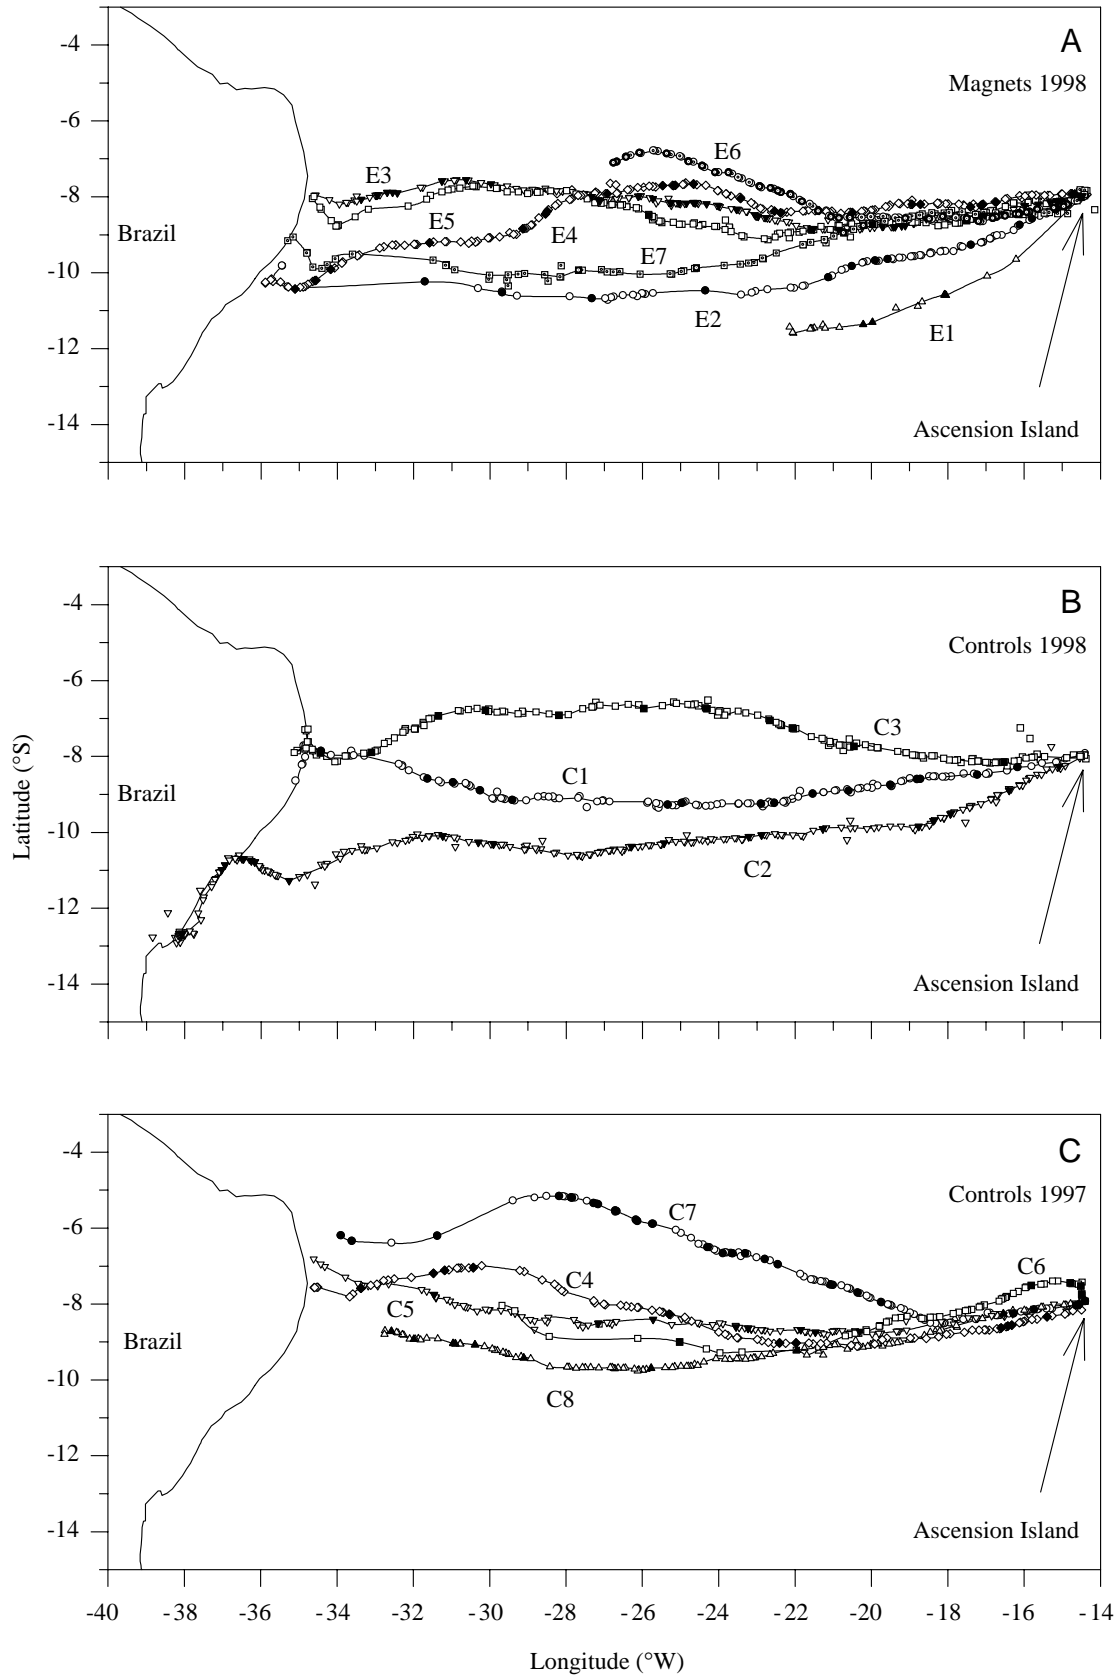 A
Magnets 1998
-4
-6
-8
-10
-12
-14
Brazil
E3
E6
E5
E4
E7
E2
E1
Ascension Island
B
Controls 1998
-4
-6
-8
-10
-12
-14
Latitude (°S)
Brazil
C3
C1
C2
Ascension Island
C
Controls 1997
-4
-6
-8
-10
-12
-14
Brazil
C7
C6
C4
C5
C8
Ascension Island
-40 -38 -36 -34 -32 -30 -28 -26 -24 -22 -20 -18 -16 -14
Longitude (°W)